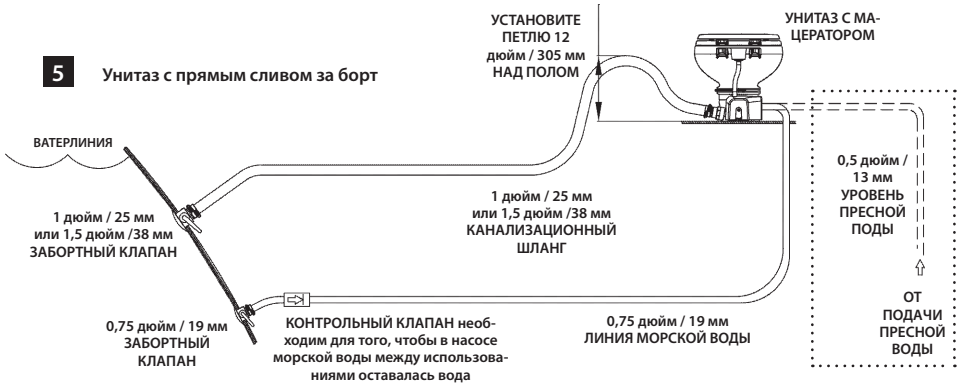 УСТАНОВИТЕ
ПЕТЛЮ 12
дюйм / 305 мм
НАД ПОЛОМ
УНИТАЗ С МА-
ЦЕРАТОРОМ
5 Унитаз с прямым сливом за борт
ВАТЕРЛИНИЯ
0,5 дюйм /
13 мм
УРОВЕНЬ
ПРЕСНОЙ
ПОДЫ
1 дюйм / 25 мм
или 1,5 дюйм /38 мм
ЗАБОРТНЫЙ КЛАПАН
1 дюйм / 25 мм
или 1,5 дюйм /38 мм
КАНАЛИЗАЦИОННЫЙ
ШЛАНГ
ОТ
ПОДАЧИ
ПРЕСНОЙ
ВОДЫ
0,75 дюйм / 19 мм
ЗАБОРТНЫЙ
КЛАПАН
КОНТРОЛЬНЫЙ КЛАПАН необ-
ходим для того, чтобы в насосе
морской воды между использова-
ниями оставалась вода
0,75 дюйм / 19 мм
ЛИНИЯ МОРСКОЙ ВОДЫ